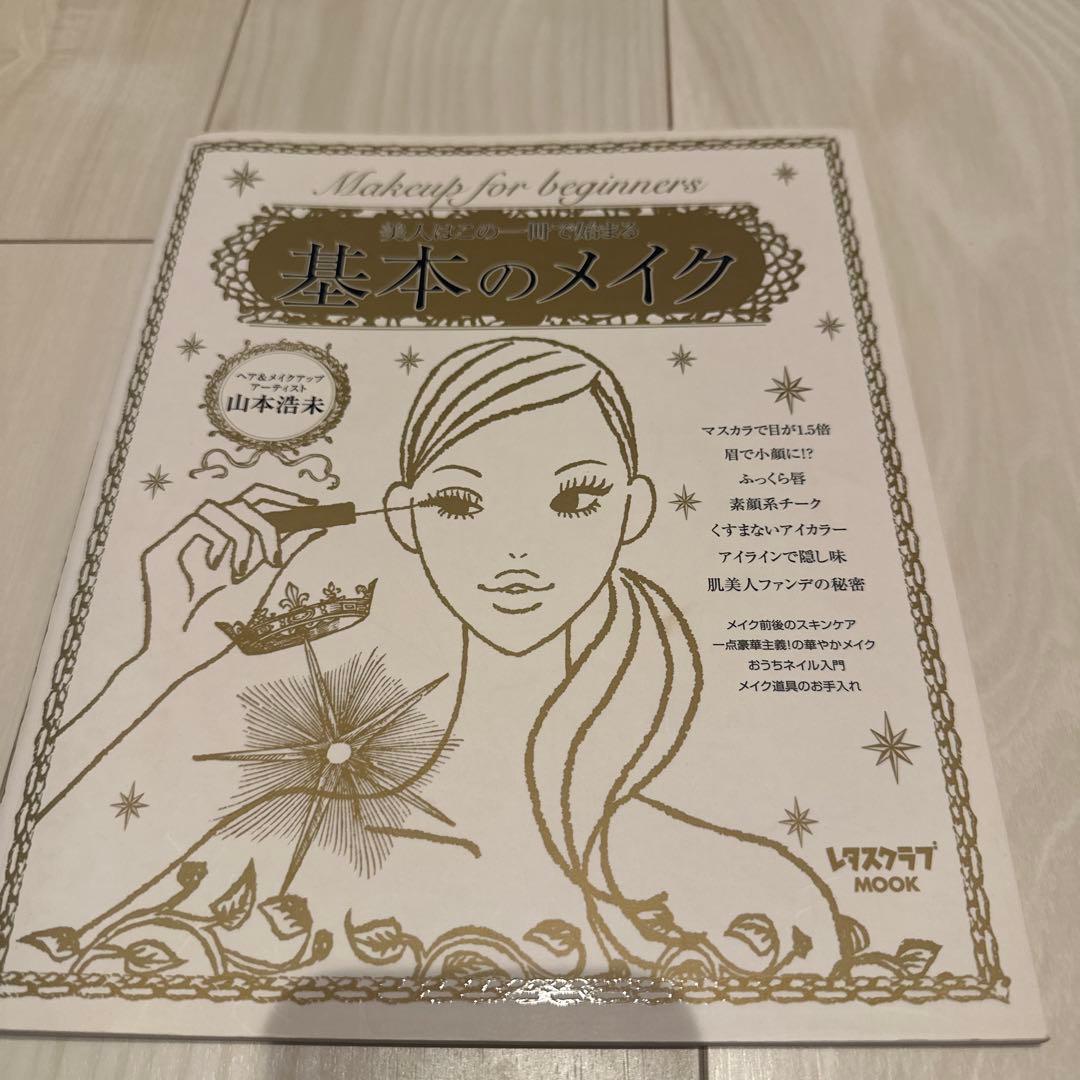 Makeup for beginners
美人はこの一冊で始まる
基本のメイク
ヘア&メイクアップ
アーティスト
山本浩未
マスカラで目が1.5倍
眉で小顔に!?
ふっくら唇
素顔系チーク
くすまないアイカラー
アイラインで隠し味
肌美人ファンデの秘密
メイク前後のスキンケア
一点豪華主義!の華やかメイク
おうちネイル入門
メイク道具のお手入れ
レタスクラブ
MOOK